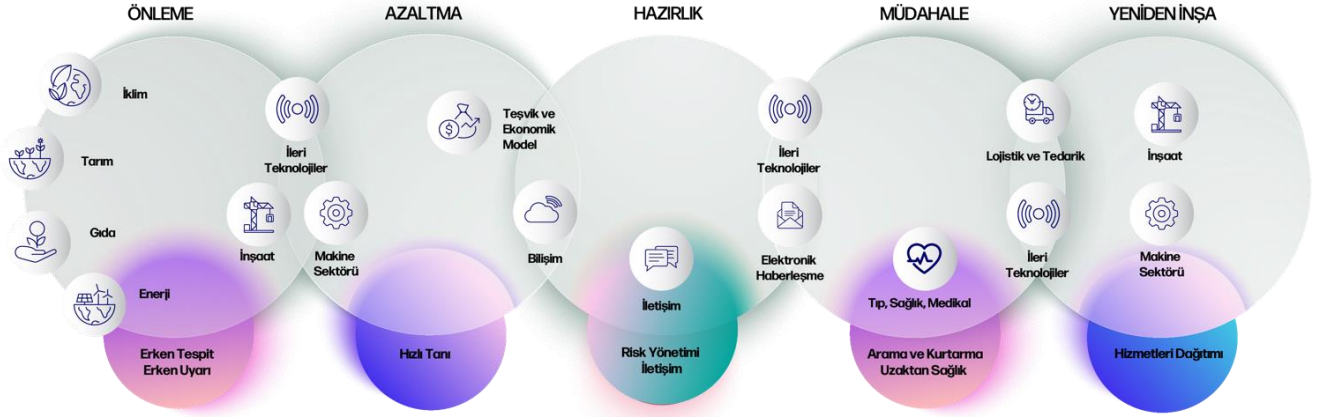 ÖNLEME
AZALTMA
HAZIRLIK
MÜDAHALE
YENİDEN İNŞA
İklim
Tarım
Gıda
Enerji
İnşaat
Erken Tespit
Erken Uyarı
İleri
Teknolojiler
Makine
Sektörü
Teşvik ve
Ekonomik
Model
Bilişim
Hızlı Tanı
İletişim
Risk Yönetimi
İletişim
İleri
Teknolojiler
Elektronik
Haberleşme
Tıp, Sağlık, Medikal
Arama ve Kurtarma
Uzaktan Sağlık
Lojistik ve Tedarik
İleri
Teknolojiler
İnşaat
Makine
Sektörü
Hizmetleri Dağıtımı